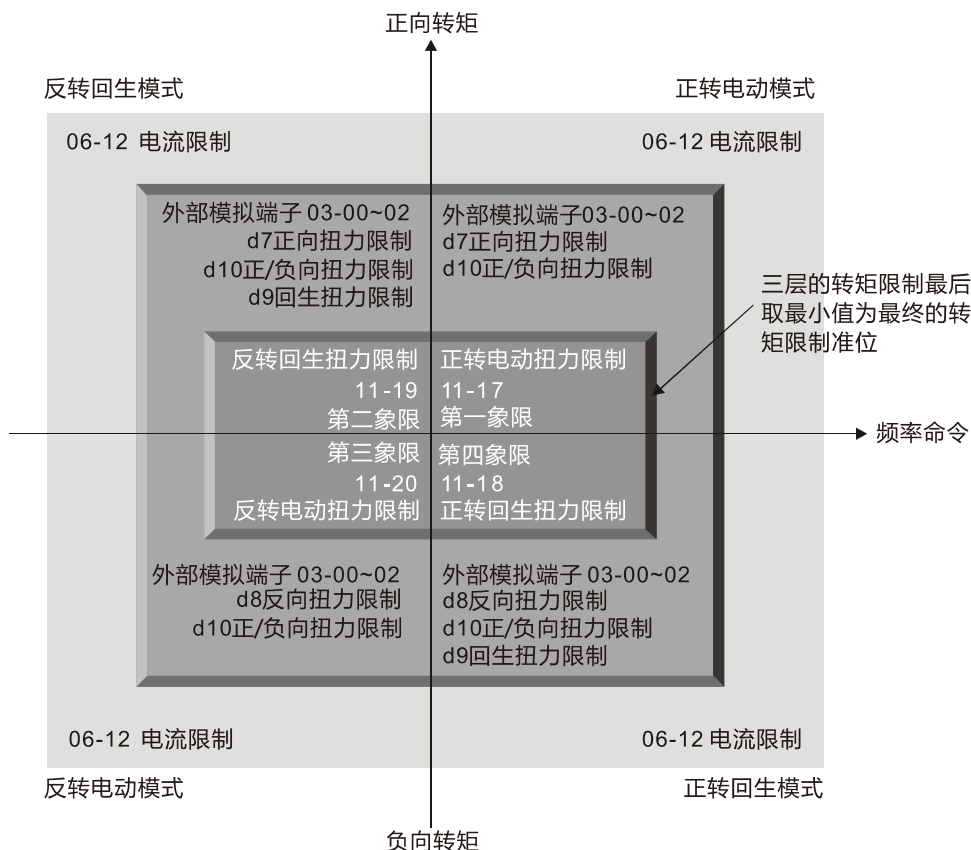 正向转矩
反转回生模式
正转电动模式
06-12 电流限制
06-12 电流限制
外部模拟端子 03-00~02
d7正向扭力限制
d10正/负向扭力限制
d9回生扭力限制
外部模拟端子03-00~02
d7正向扭力限制
d10正/负向扭力限制
三层的转矩限制最后
取最小值为最终的转
矩限制准位
反转回生扭力限制
11-19
第二象限
正转电动扭力限制
11-17
第一象限
频率命令
第三象限
11-20
反转电动扭力限制
第四象限
11-18
正转回生扭力限制
外部模拟端子 03-00~02
d8反向扭力限制
d10正/负向扭力限制
外部模拟端子 03-00~02
d8反向扭力限制
d10正/负向扭力限制
d9回生扭力限制
06-12 电流限制
06-12 电流限制
反转电动模式
正转回生模式
负向转矩